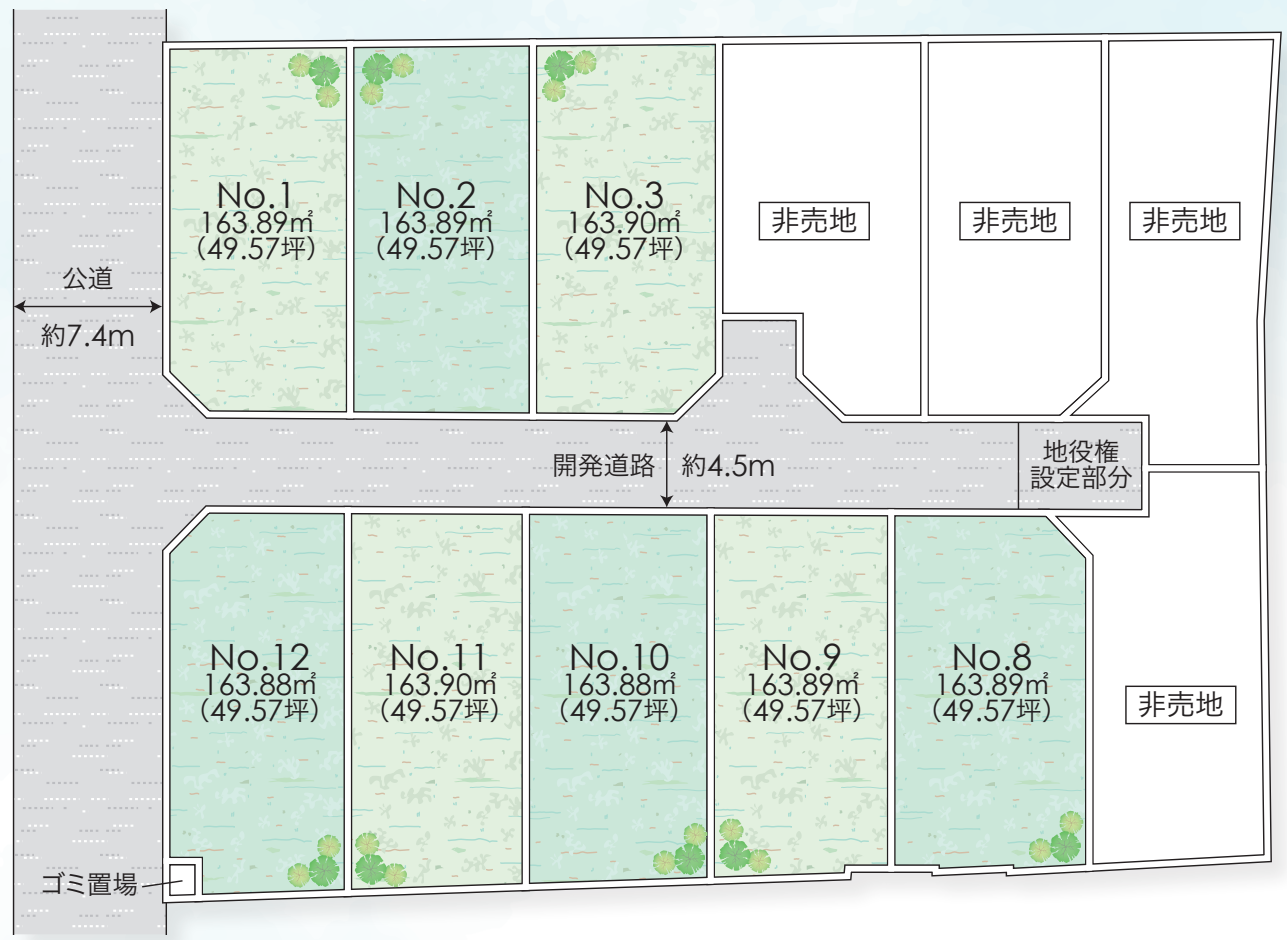 No.1
163.89㎡
(49.57坪)
No.2
163.89㎡
(49.57坪)
No.3
163.90㎡
(49.57坪)
非売地
非売地
非売地
公道
約7.4m
開発道路 約4.5m
地役権
設定部分
No.12
163.88㎡
(49.57坪)
No.11
163.90㎡
(49.57坪)
No.10
163.88㎡
(49.57坪)
No.9
163.89㎡
(49.57坪)
No.8
163.89㎡
(49.57坪)
非売地
ゴミ置場